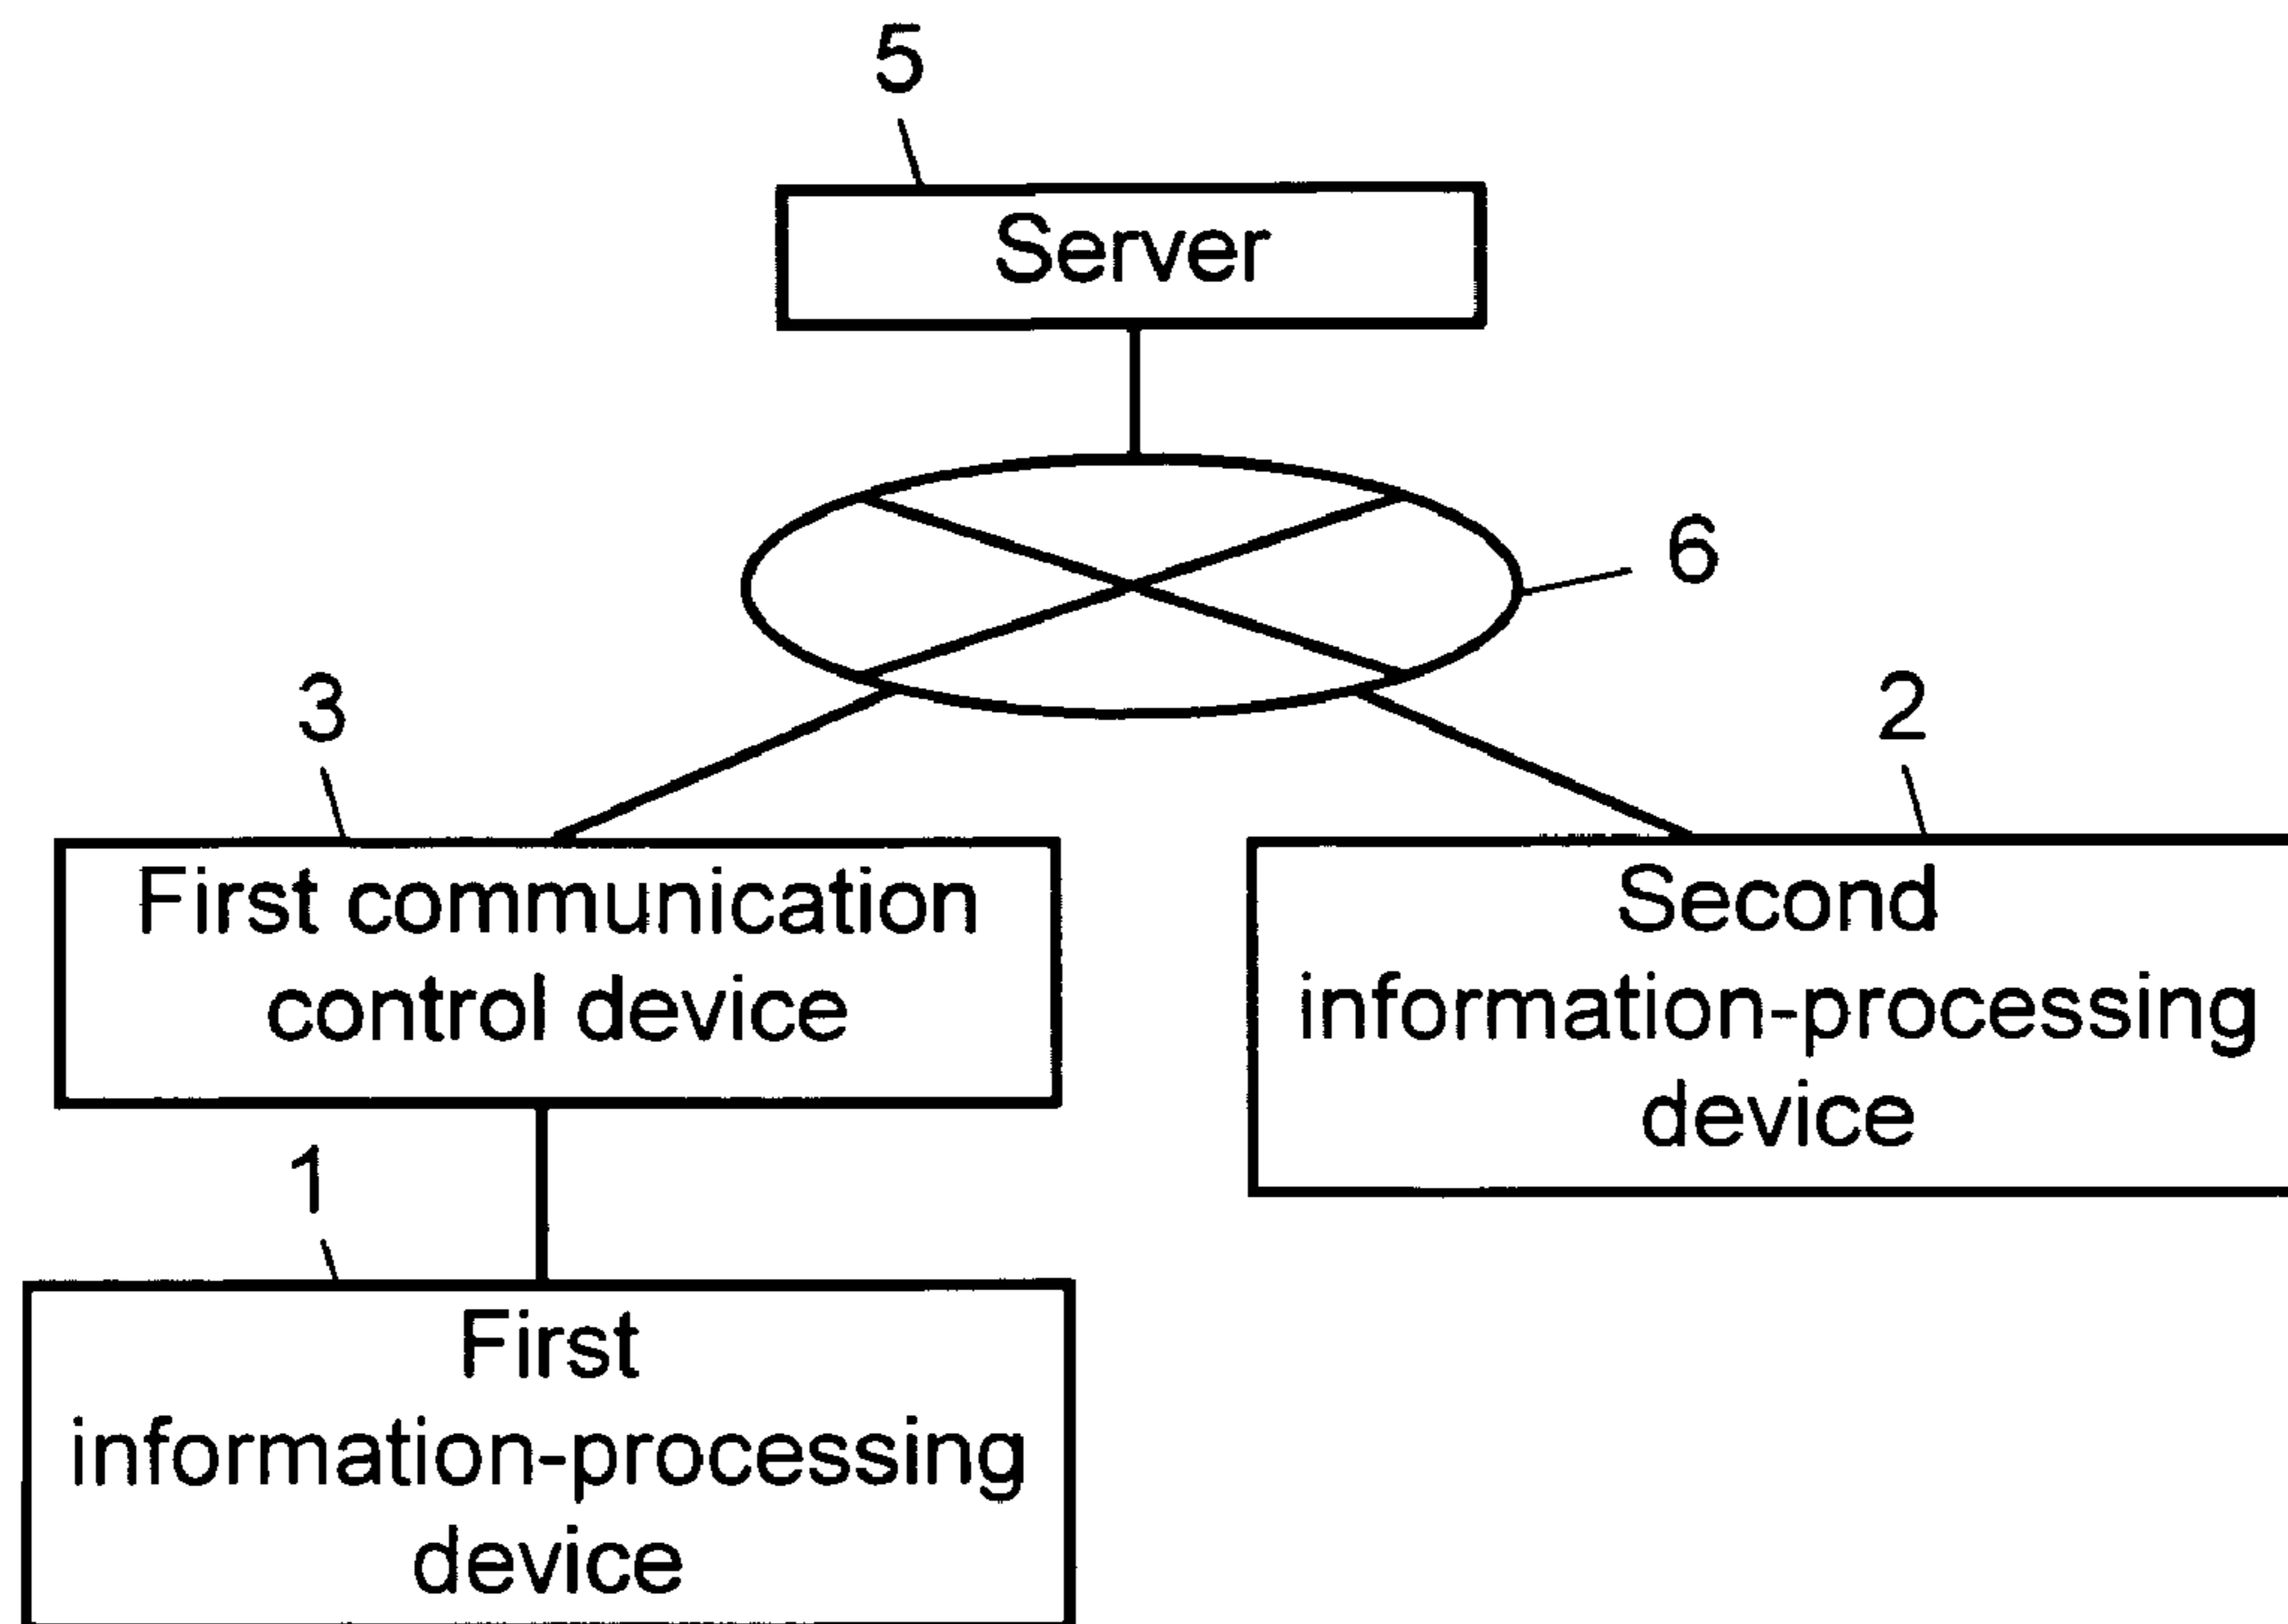 5
Server
6
3
2
First communication
control device
Second
information-processing
device
1
First
information-processing
device